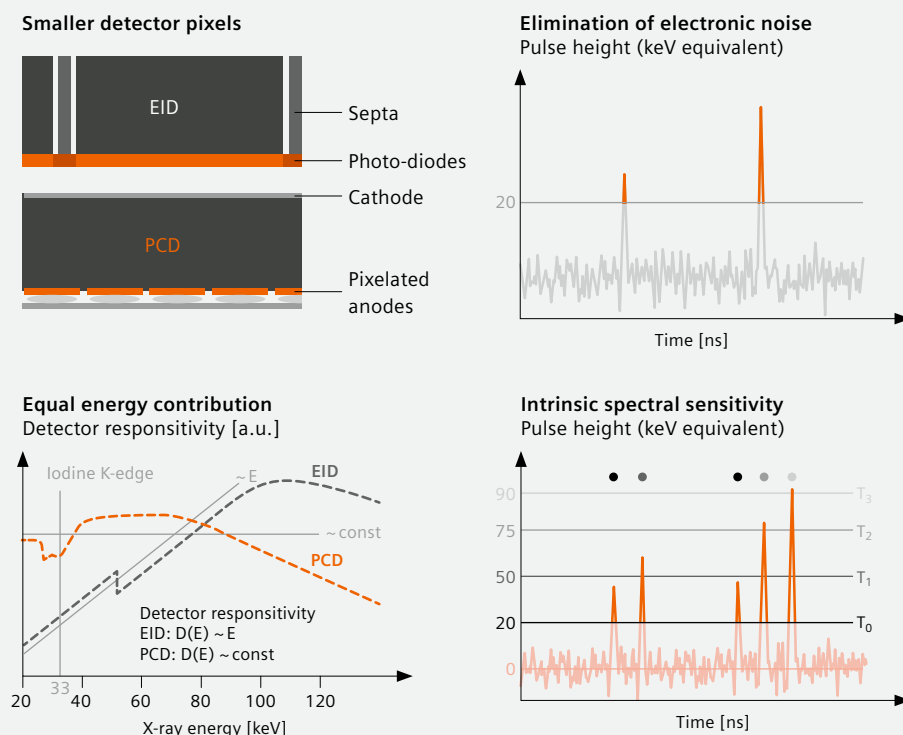 Smaller detector pixels
EID
Septa
Photo-diodes
Cathode
PCD
Pixelated
anodes
Elimination of electronic noise
Pulse height (keV equivalent)
20
Time [ns]
Equal energy contribution
Detector responsitivity [a.u.]
Iodine K-edge
~E
EID
~const
PCD
Detector responsitivity
EID: D(E) ~E
PCD: D(E) ~const
33
20 40 60 80 100 120
X-ray energy [keV]
Intrinsic spectral sensitivity
Pulse height (keV equivalent)
90 T3
75 T2
50 T1
20 T0
0
Time [ns]